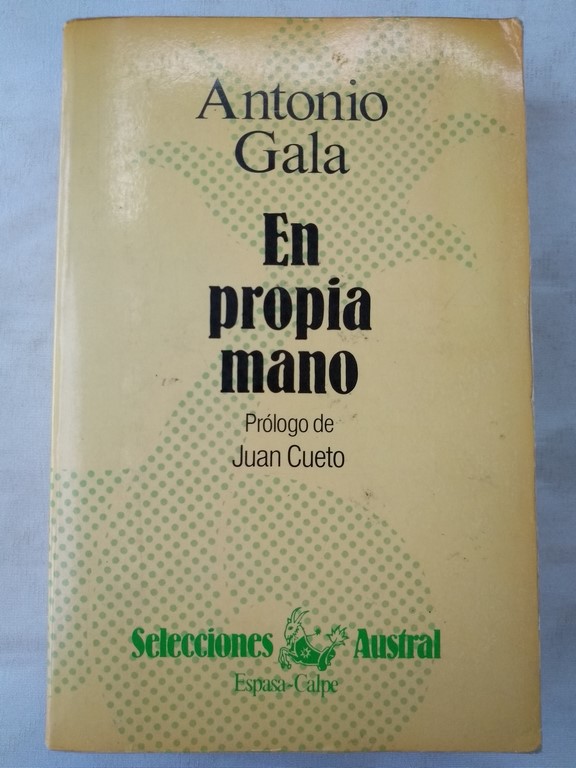 Antonio
Gala
En
propia
mano
Prólogo de
Juan Cueto
Selecciones Austral
Espasa-Calpe